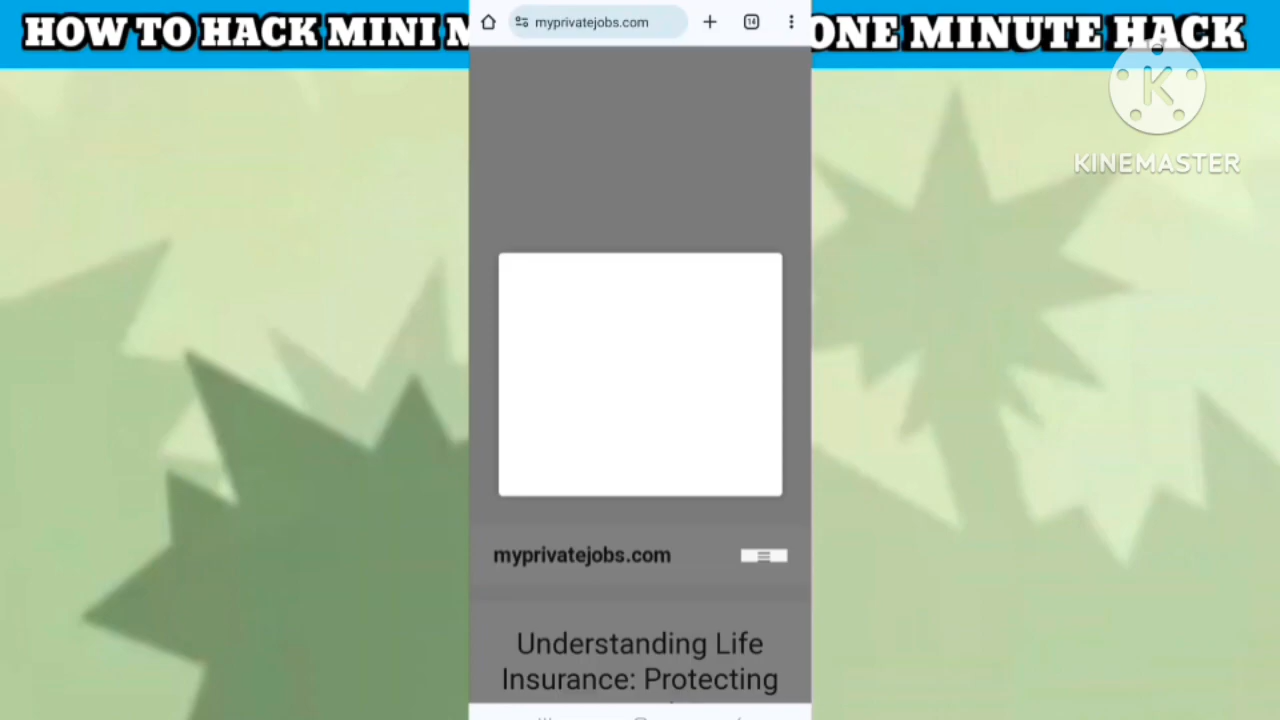 HOW TO HACK MINI M
ONE MINUTE HACK
myprivatejobs.com
14
K
KINEMASTER
myprivatejobs.com
Understanding Life
Insurance: Protecting